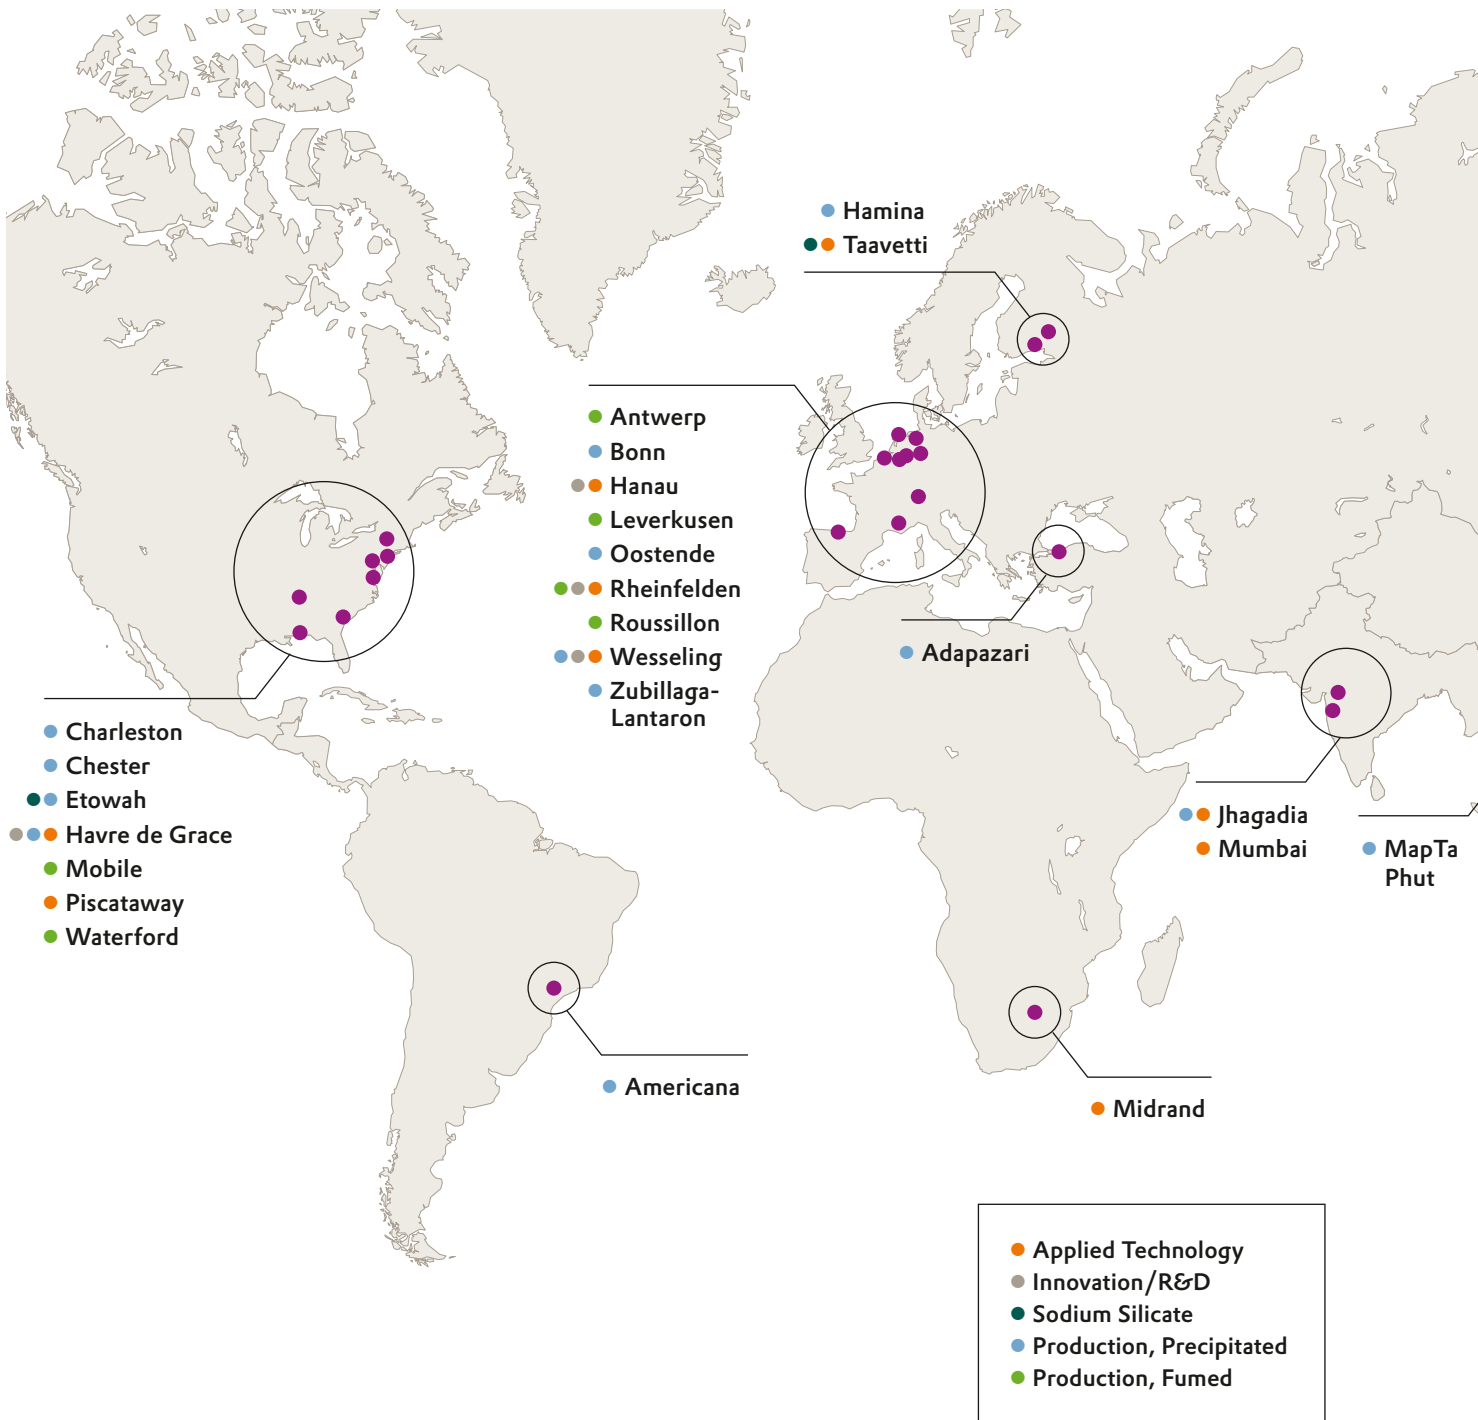 Hamina
Taavetti
Antwerp
Bonn
Hanau
Leverkusen
Oostende
Rheinfelden
Roussillon
Wesseling
Zubillaga-
Lantaron
Adapazari
Charleston
Chester
Etowah
Havre de Grace
Mobile
Piscataway
Waterford
Jhagadia
Mumbai
MapTa
Phut
Americana
Midrand
Applied Technology
Innovation/R&D
Sodium Silicate
Production, Precipitated
Production, Fumed